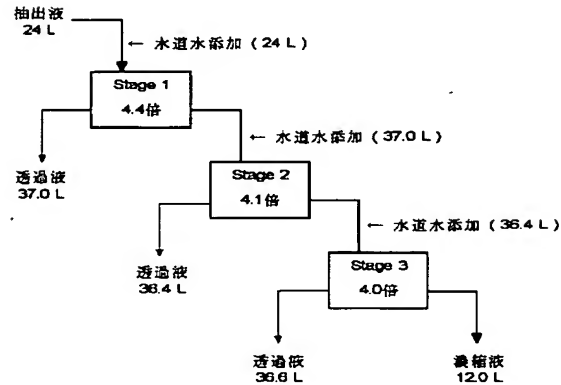 抽出液
24 L
← 水道水添加 (24 L)
Stage 1
4.4倍
← 水道水添加 (37.0 L)
透過液
37.0 L
Stage 2
4.1倍
← 水道水添加 (36.4 L)
透過液
36.4 L
Stage 3
4.0倍
透過液
36.6 L
濃縮液
12.0 L